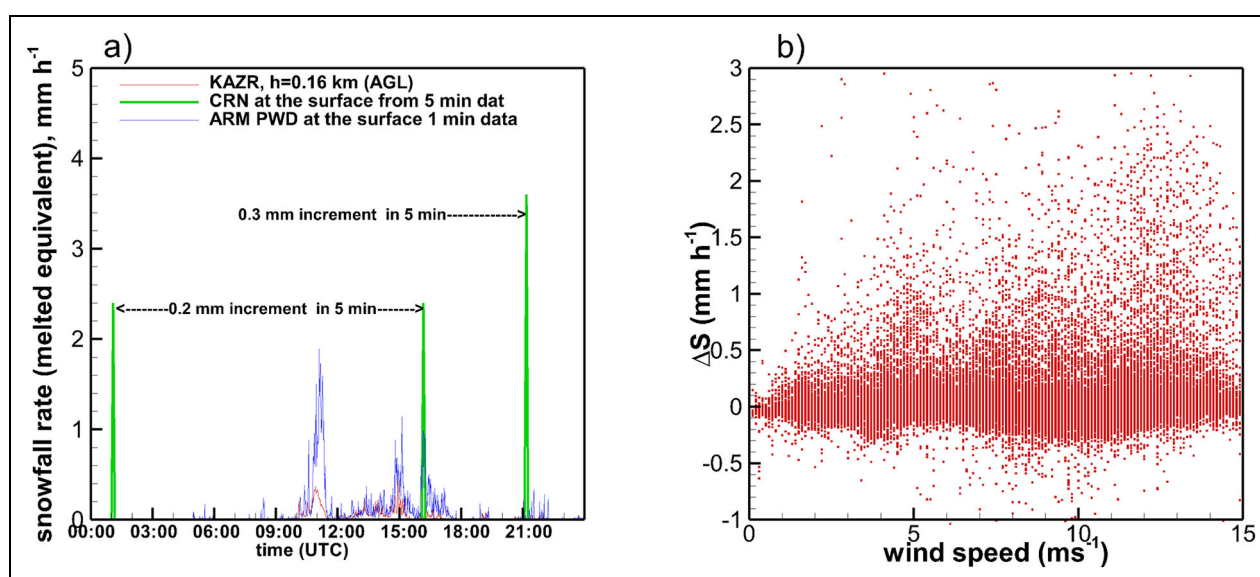 a)
snowfall rate (melted equivalent), mm h-1
5
4
3
2
1
0
KAZR, h=0.16 km (AGL)
CRN at the surface from 5 min dat
ARM PWD at the surface 1 min data
0.3 mm increment in 5 min------------->
<--------0.2 mm increment in 5 min------->
00:00 03:00 06:00 09:00 12:00 15:00 18:00 21:00
time (UTC)
b)
ΔS (mm h-1)
3
2.5
2
1.5
1
0.5
0
-0.5
-1
0 5 10 15
wind speed (ms-1)